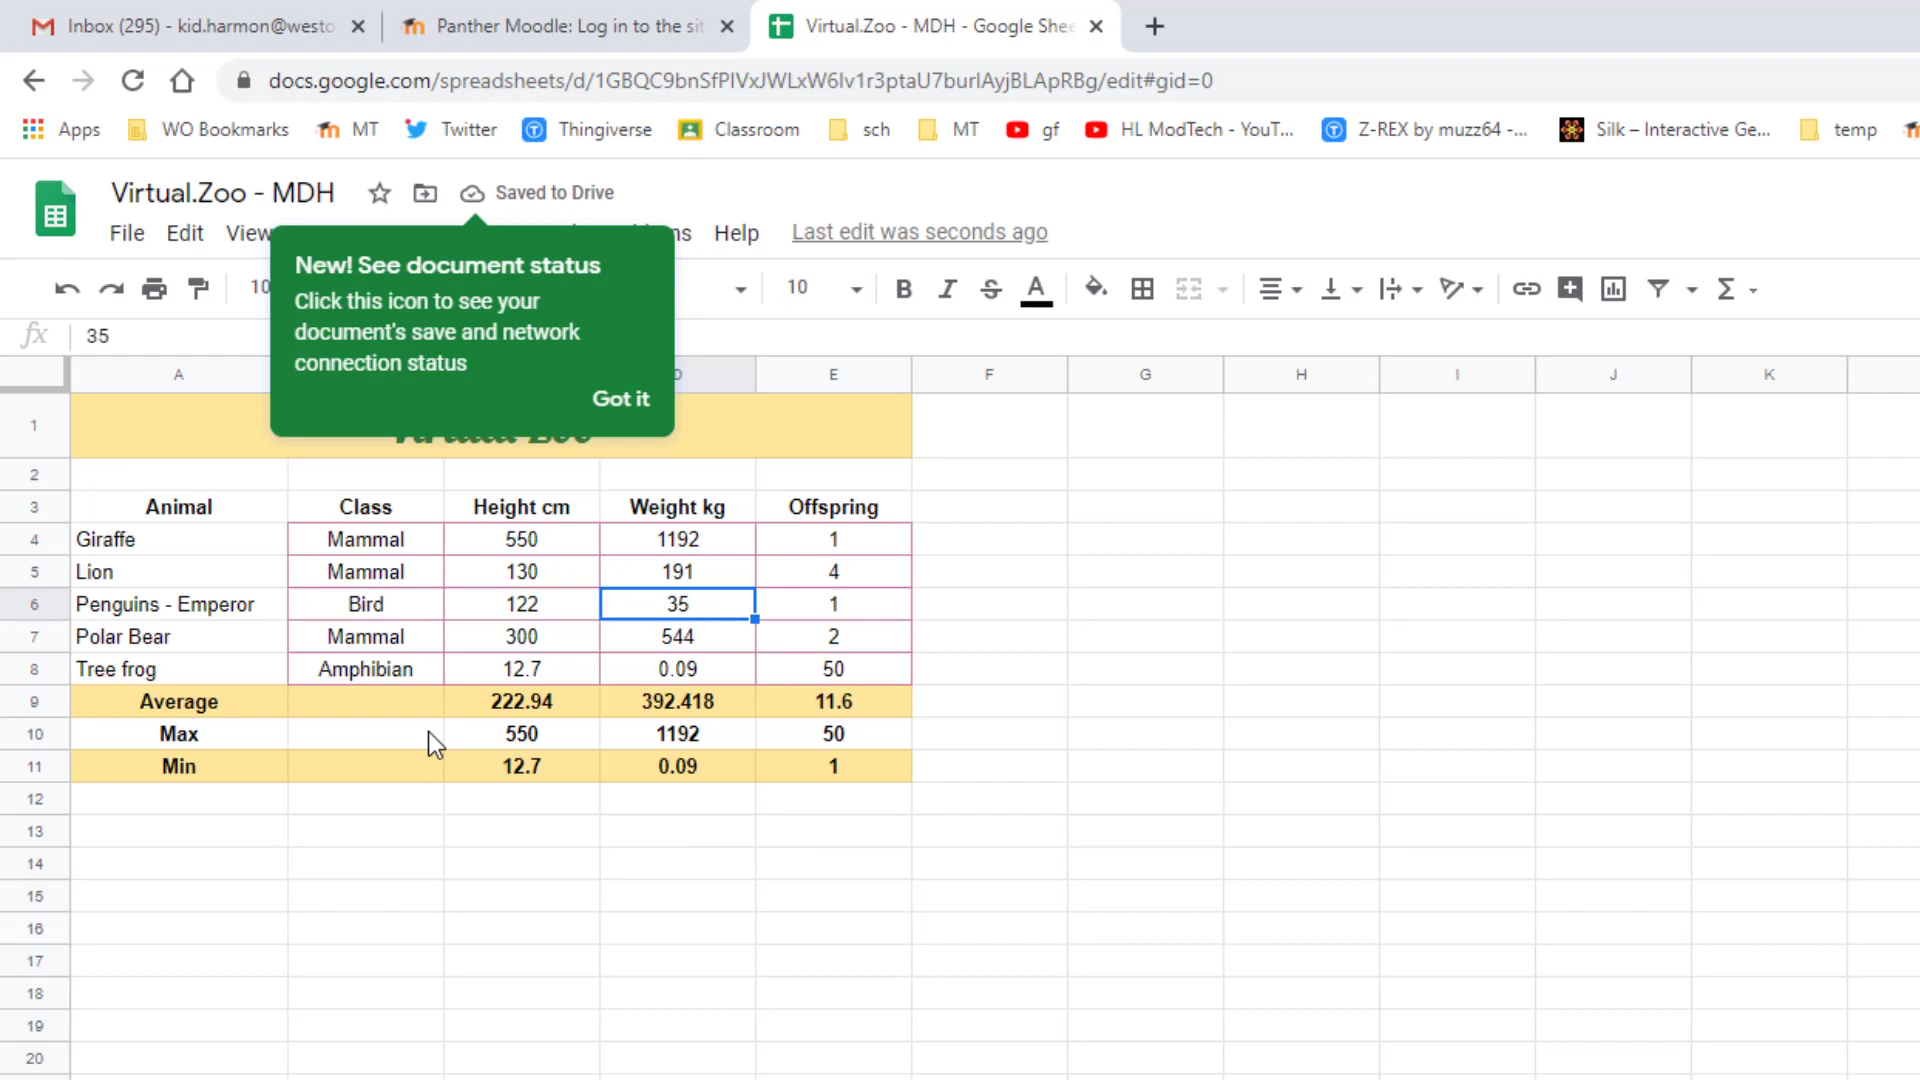 Inbox (295) - kid.harmon@westo
Panther Moodle: Log in to the sit
Virtual.Zoo - MDH - Google Shee
docs.google.com/spreadsheets/d/1GBQC9bnSfPlVxJWLxW6Iv1r3ptaU7burIAyjBLApRBg/edit#gid=0
Apps WO Bookmarks MT Twitter Thingiverse Classroom sch MT gf HL ModTech - YouT... Z-REX by muzz64 -... Silk – Interactive Ge... temp
Virtual.Zoo - MDH Saved to Drive
File Edit View Help Last edit was seconds ago
New! See document status
Click this icon to see your
document's save and network
connection status
Got it
10 10 B I S A Σ
fx 35
A D E F G H I J K
1 Virtual Zoo
2
3 Animal Class Height cm Weight kg Offspring
4 Giraffe Mammal 550 1192 1
5 Lion Mammal 130 191 4
6 Penguins - Emperor Bird 122 35 1
7 Polar Bear Mammal 300 544 2
8 Tree frog Amphibian 12.7 0.09 50
9 Average 222.94 392.418 11.6
10 Max 550 1192 50
11 Min 12.7 0.09 1
12
13
14
15
16
17
18
19
20